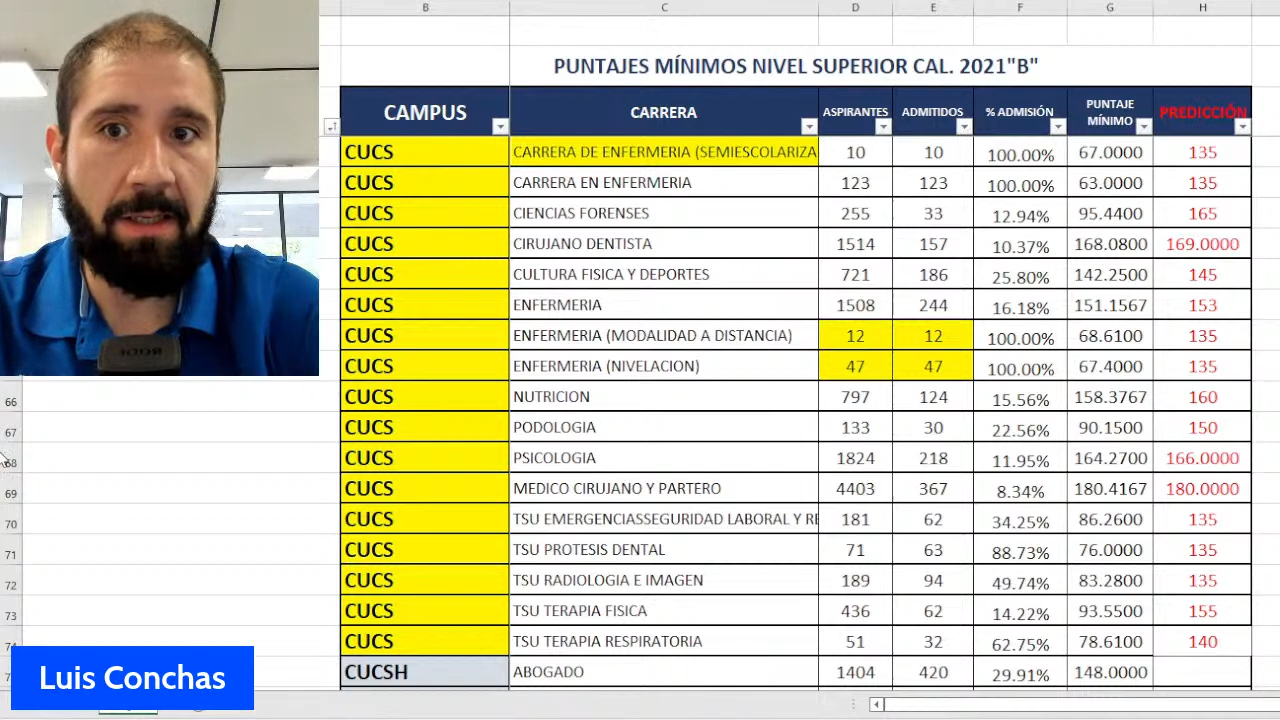 B C D E F G H
PUNTAJES MÍNIMOS NIVEL SUPERIOR CAL. 2021"B"
CAMPUS CARRERA ASPIRANTES ADMITIDOS % ADMISIÓN PUNTAJE MÍNIMO PREDICCIÓN
CUCS CARRERA DE ENFERMERIA (SEMIESCOLARIZA 10 10 100.00% 67.0000 135
CUCS CARRERA EN ENFERMERIA 123 123 100.00% 63.0000 135
CUCS CIENCIAS FORENSES 255 33 12.94% 95.4400 165
CUCS CIRUJANO DENTISTA 1514 157 10.37% 168.0800 169.0000
CUCS CULTURA FISICA Y DEPORTES 721 186 25.80% 142.2500 145
CUCS ENFERMERIA 1508 244 16.18% 151.1567 153
CUCS ENFERMERIA (MODALIDAD A DISTANCIA) 12 12 100.00% 68.6100 135
CUCS ENFERMERIA (NIVELACION) 47 47 100.00% 67.4000 135
66 CUCS NUTRICION 797 124 15.56% 158.3767 160
67 CUCS PODOLOGIA 133 30 22.56% 90.1500 150
68 CUCS PSICOLOGIA 1824 218 11.95% 164.2700 166.0000
69 CUCS MEDICO CIRUJANO Y PARTERO 4403 367 8.34% 180.4167 180.0000
70 CUCS TSU EMERGENCIASSEGURIDAD LABORAL Y RE 181 62 34.25% 86.2600 135
71 CUCS TSU PROTESIS DENTAL 71 63 88.73% 76.0000 135
72 CUCS TSU RADIOLOGIA E IMAGEN 189 94 49.74% 83.2800 135
73 CUCS TSU TERAPIA FISICA 436 62 14.22% 93.5500 155
74 CUCS TSU TERAPIA RESPIRATORIA 51 32 62.75% 78.6100 140
CUCSH ABOGADO 1404 420 29.91% 148.0000
Luis Conchas